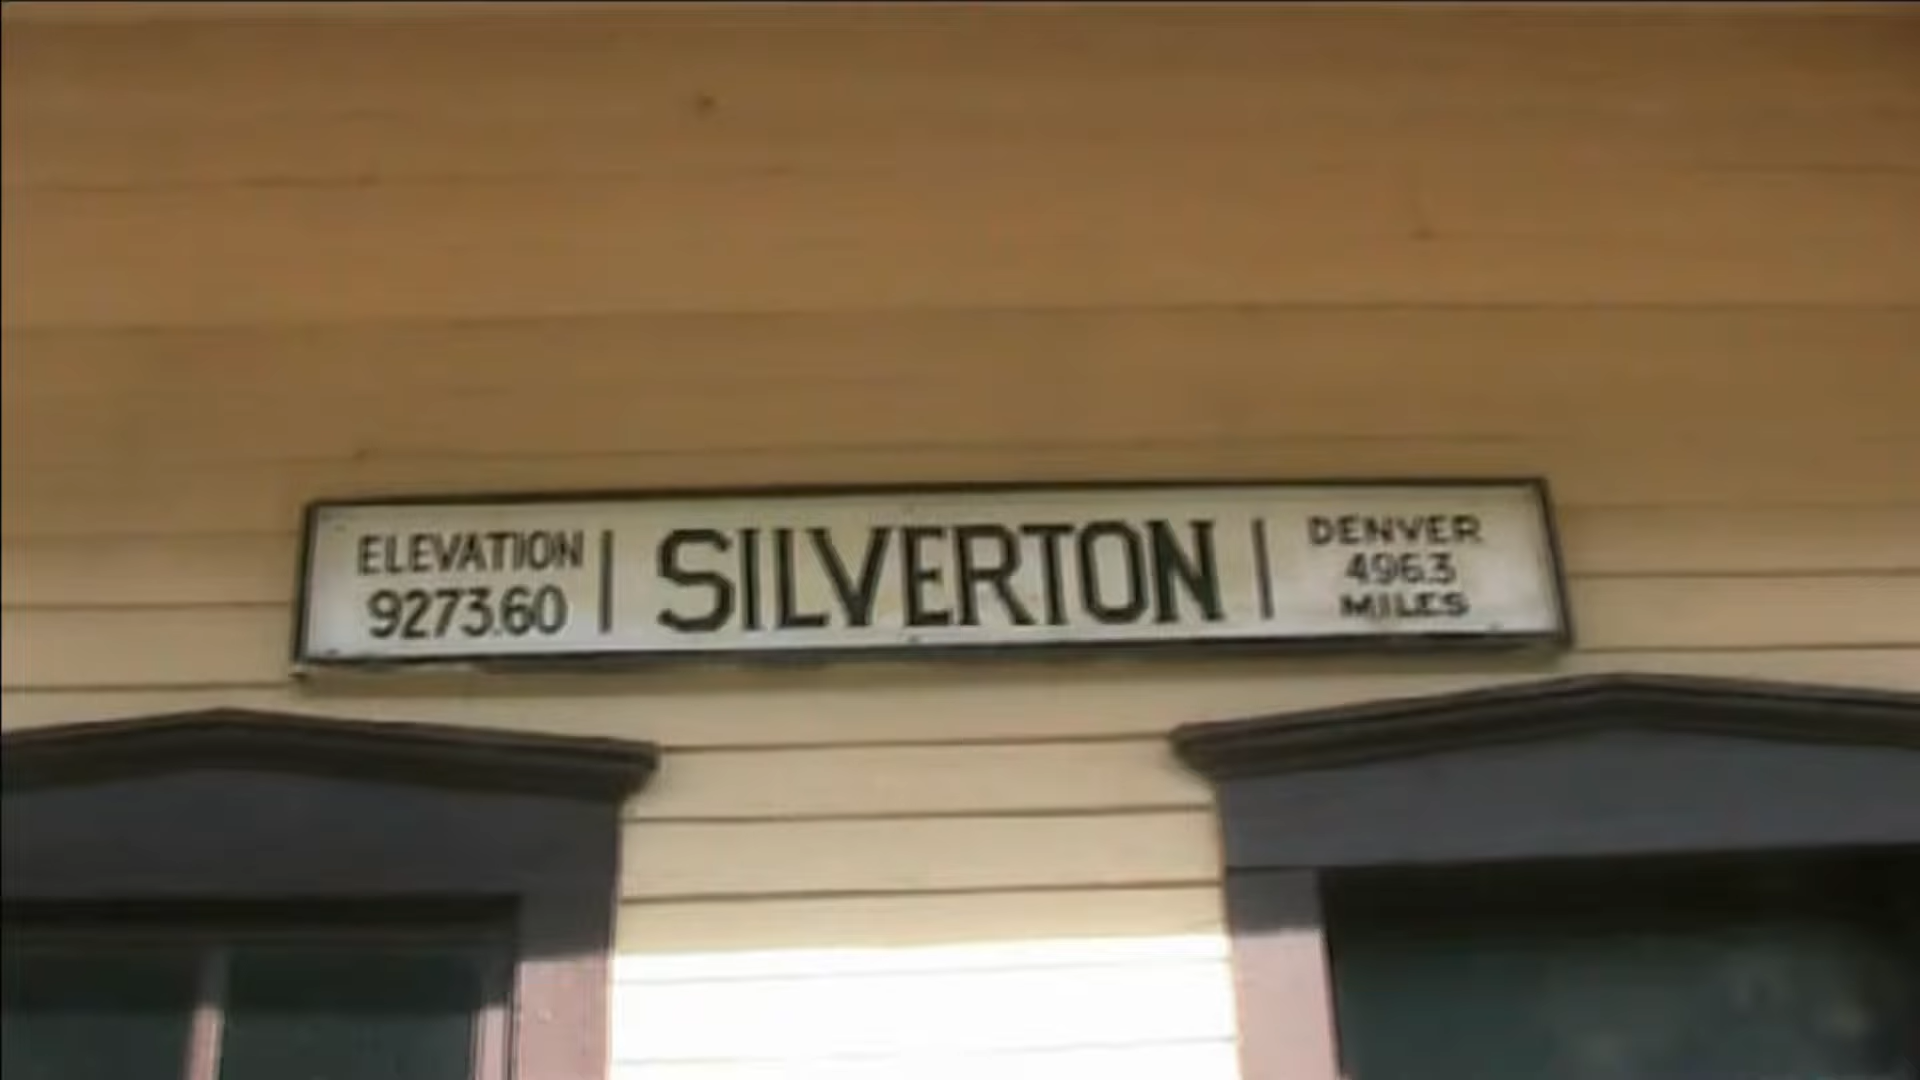 ELEVATION
9273.60
SILVERTON
DENVER
496.3
MILES